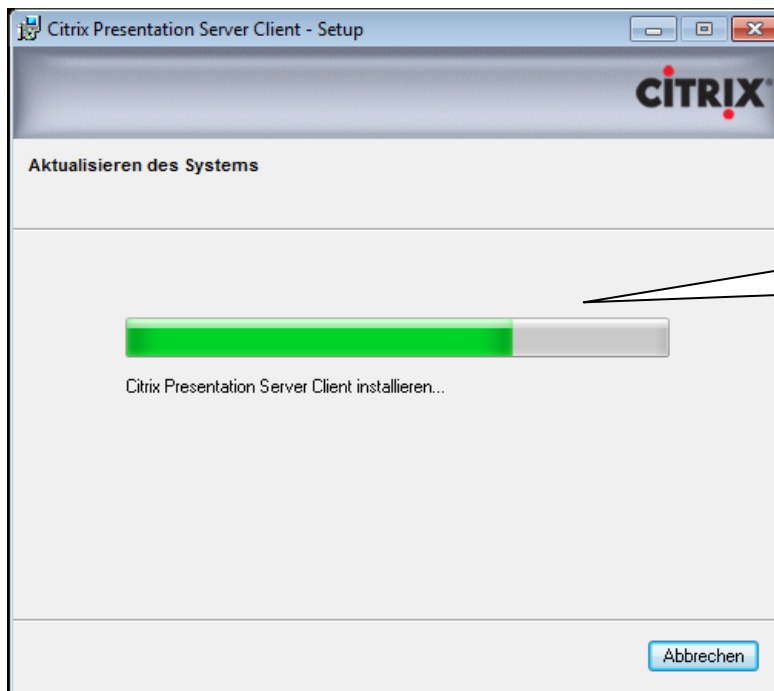 Citrix Presentation Server Client - Setup
CITRIX®
Aktualisieren des Systems
Citrix Presentation Server Client installieren...
Abbrechen